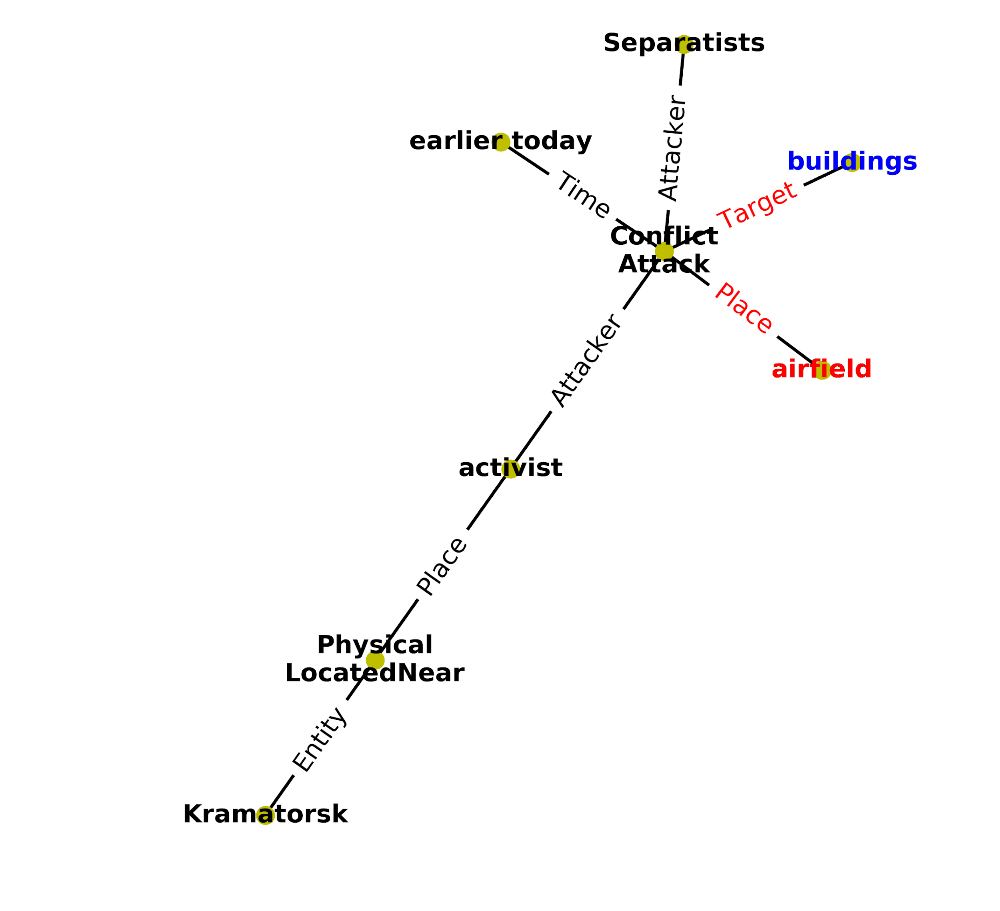 Separatists
Attacker
earlier today
Time
buildings
Target
Conflict
Attack
Place
airfield
Attacker
activist
Place
Physical
LocatedNear
Entity
Kramatorsk